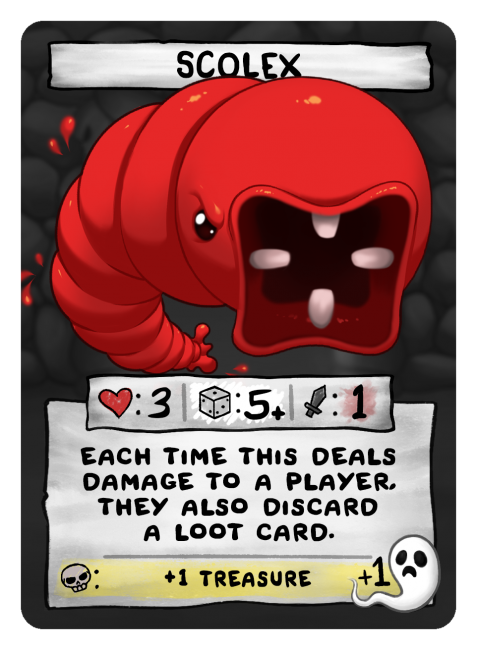 SCOLEX
:3 :5+ :1
EACH TIME THIS DEALS
DAMAGE TO A PLAYER,
THEY ALSO DISCARD
A LOOT CARD.
: +1 TREASURE +1